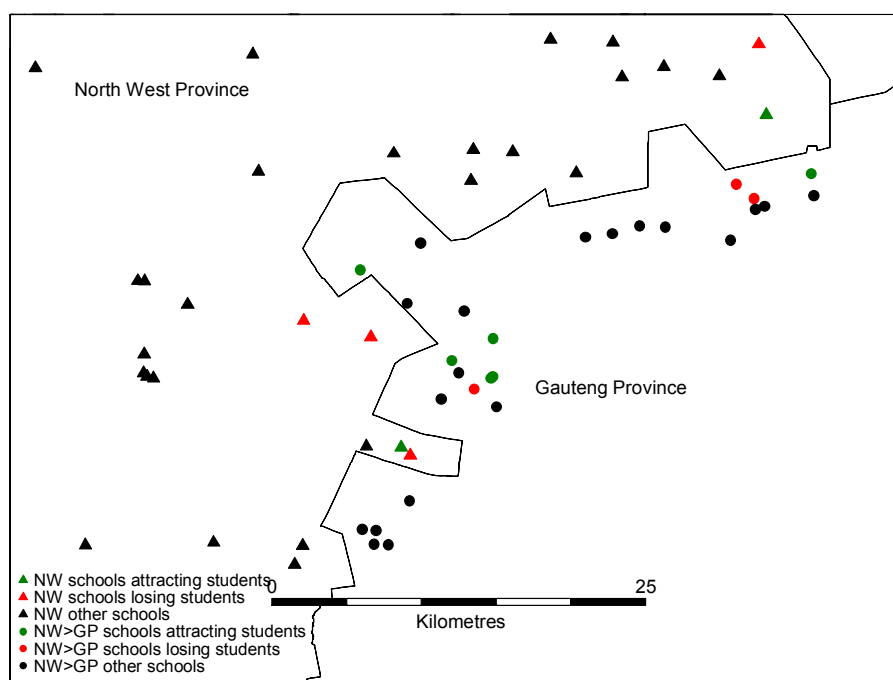 North West Province
Gauteng Province
NW schools attracting students
NW schools losing students
NW other schools
NW>GP schools attracting students
NW>GP schools losing students
NW>GP other schools
0 25
Kilometres